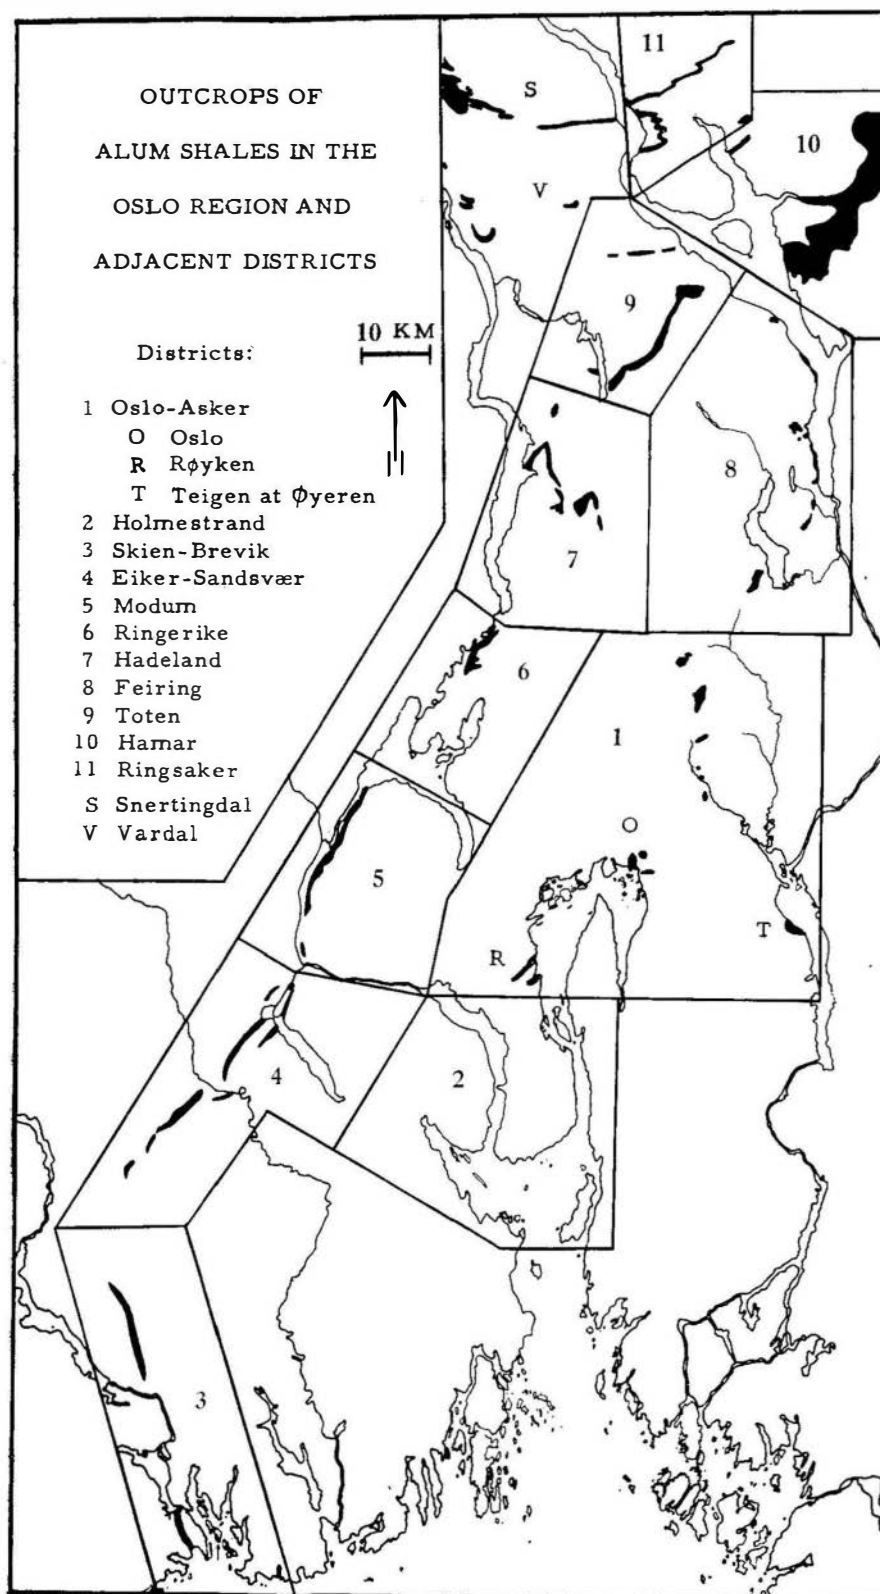 OUTCROPS OF
ALUM SHALES IN THE
OSLO REGION AND
ADJACENT DISTRICTS
10 KM
Districts:
1 Oslo-Asker
O Oslo
R Røyken
T Teigen at Øyeren
2 Holmestrand
3 Skien-Brevik
4 Eiker-Sandsvær
5 Modum
6 Ringerike
7 Hadeland
8 Feiring
9 Toten
10 Hamar
11 Ringsaker
S Snertingdal
V Vardal
11
S
10
V
9
8
7
6
1
O
5
T
R
4
2
3